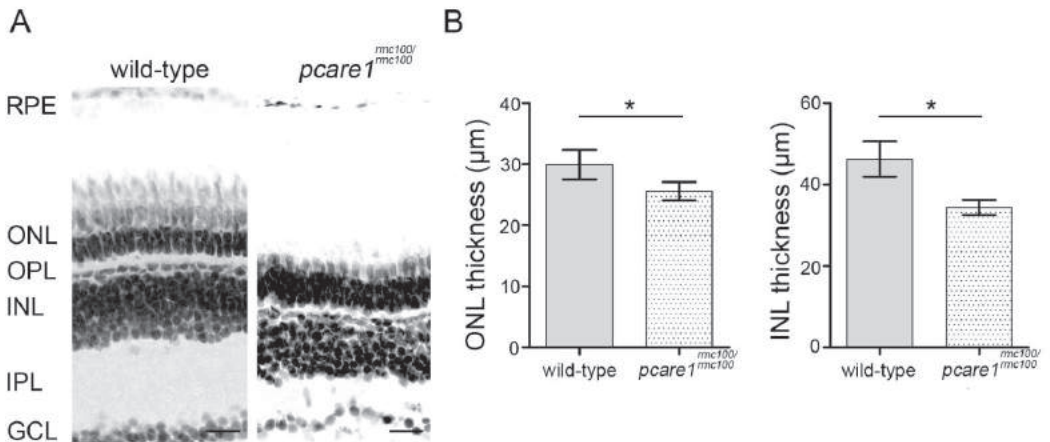 A
wild-type
pcare1 rmc100/rmc100
RPE
ONL
OPL
INL
IPL
GCL
B
ONL thickness (µm)
40
30
20
10
0
*
wild-type
pcare1 rmc100/rmc100
INL thickness (µm)
60
40
20
0
*
wild-type
pcare1 rmc100/rmc100